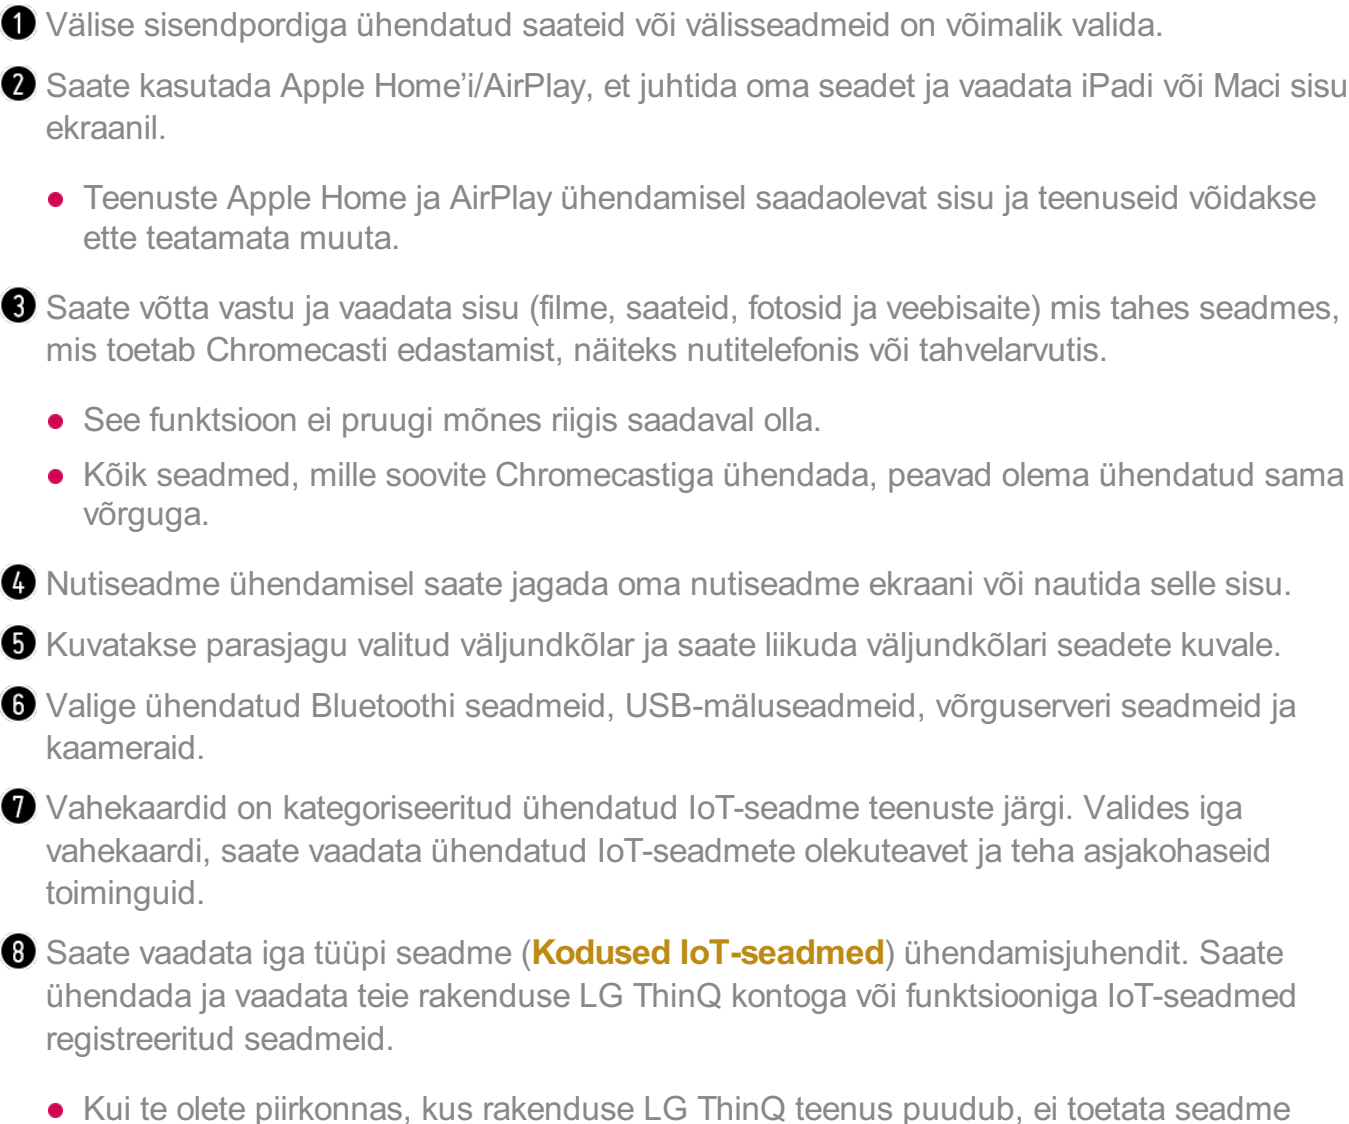 ❶ Välise sisendpordiga ühendatud saateid või välisseadmeid on võimalik valida.
❷ Saate kasutada Apple Home’i/AirPlay, et juhtida oma seadet ja vaadata iPadi või Maci sisu
ekraanil.
● Teenuste Apple Home ja AirPlay ühendamisel saadaolevat sisu ja teenuseid võidakse
ette teatamata muuta.
❸ Saate võtta vastu ja vaadata sisu (filme, saateid, fotosid ja veebisaite) mis tahes seadmes,
mis toetab Chromecasti edastamist, näiteks nutitelefonis või tahvelarvutis.
● See funktsioon ei pruugi mõnes riigis saadaval olla.
● Kõik seadmed, mille soovite Chromecastiga ühendada, peavad olema ühendatud sama
võrguga.
❹ Nutiseadme ühendamisel saate jagada oma nutiseadme ekraani või nautida selle sisu.
❺ Kuvatakse parasjagu valitud väljundkõlar ja saate liikuda väljundkõlari seadete kuvale.
❻ Valige ühendatud Bluetoothi seadmeid, USB-mäluseadmeid, võrguserveri seadmeid ja
kaameraid.
❼ Vahekaardid on kategoriseeritud ühendatud IoT-seadme teenuste järgi. Valides iga
vahekaardi, saate vaadata ühendatud IoT-seadmete olekuteavet ja teha asjakohaseid
toiminguid.
❽ Saate vaadata iga tüüpi seadme (Kodused IoT-seadmed) ühendamisjuhendit. Saate
ühendada ja vaadata teie rakenduse LG ThinQ kontoga või funktsiooniga IoT-seadmed
registreeritud seadmeid.
● Kui te olete piirkonnas, kus rakenduse LG ThinQ teenus puudub, ei toetata seadme